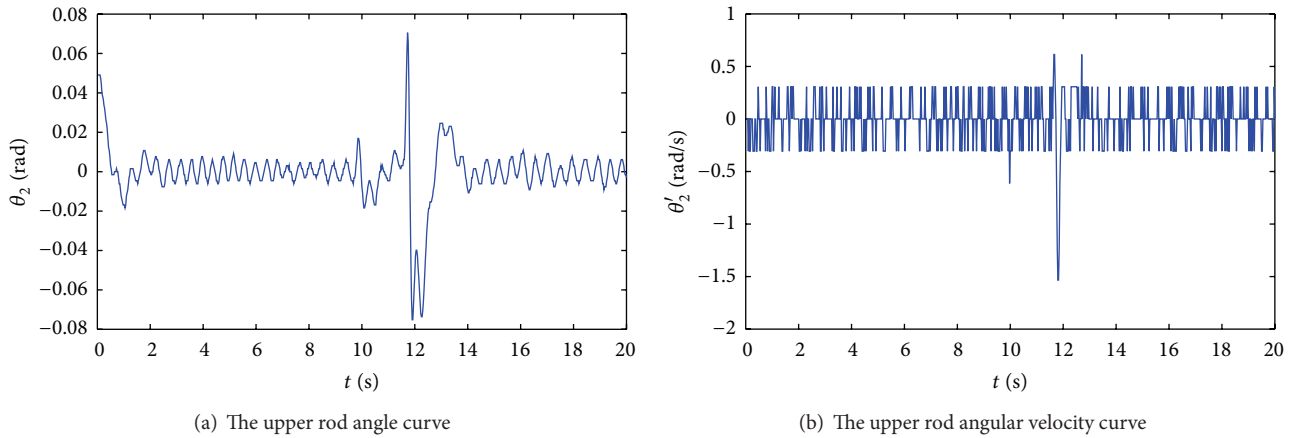 0.08
0.06
0.04
0.02
0
−0.02
−0.04
−0.06
−0.08
θ₂ (rad)
0 2 4 6 8 10 12 14 16 18 20
t (s)
(a) The upper rod angle curve
1
0.5
0
−0.5
−1
−1.5
−2
θ′₂ (rad/s)
0 2 4 6 8 10 12 14 16 18 20
t (s)
(b) The upper rod angular velocity curve